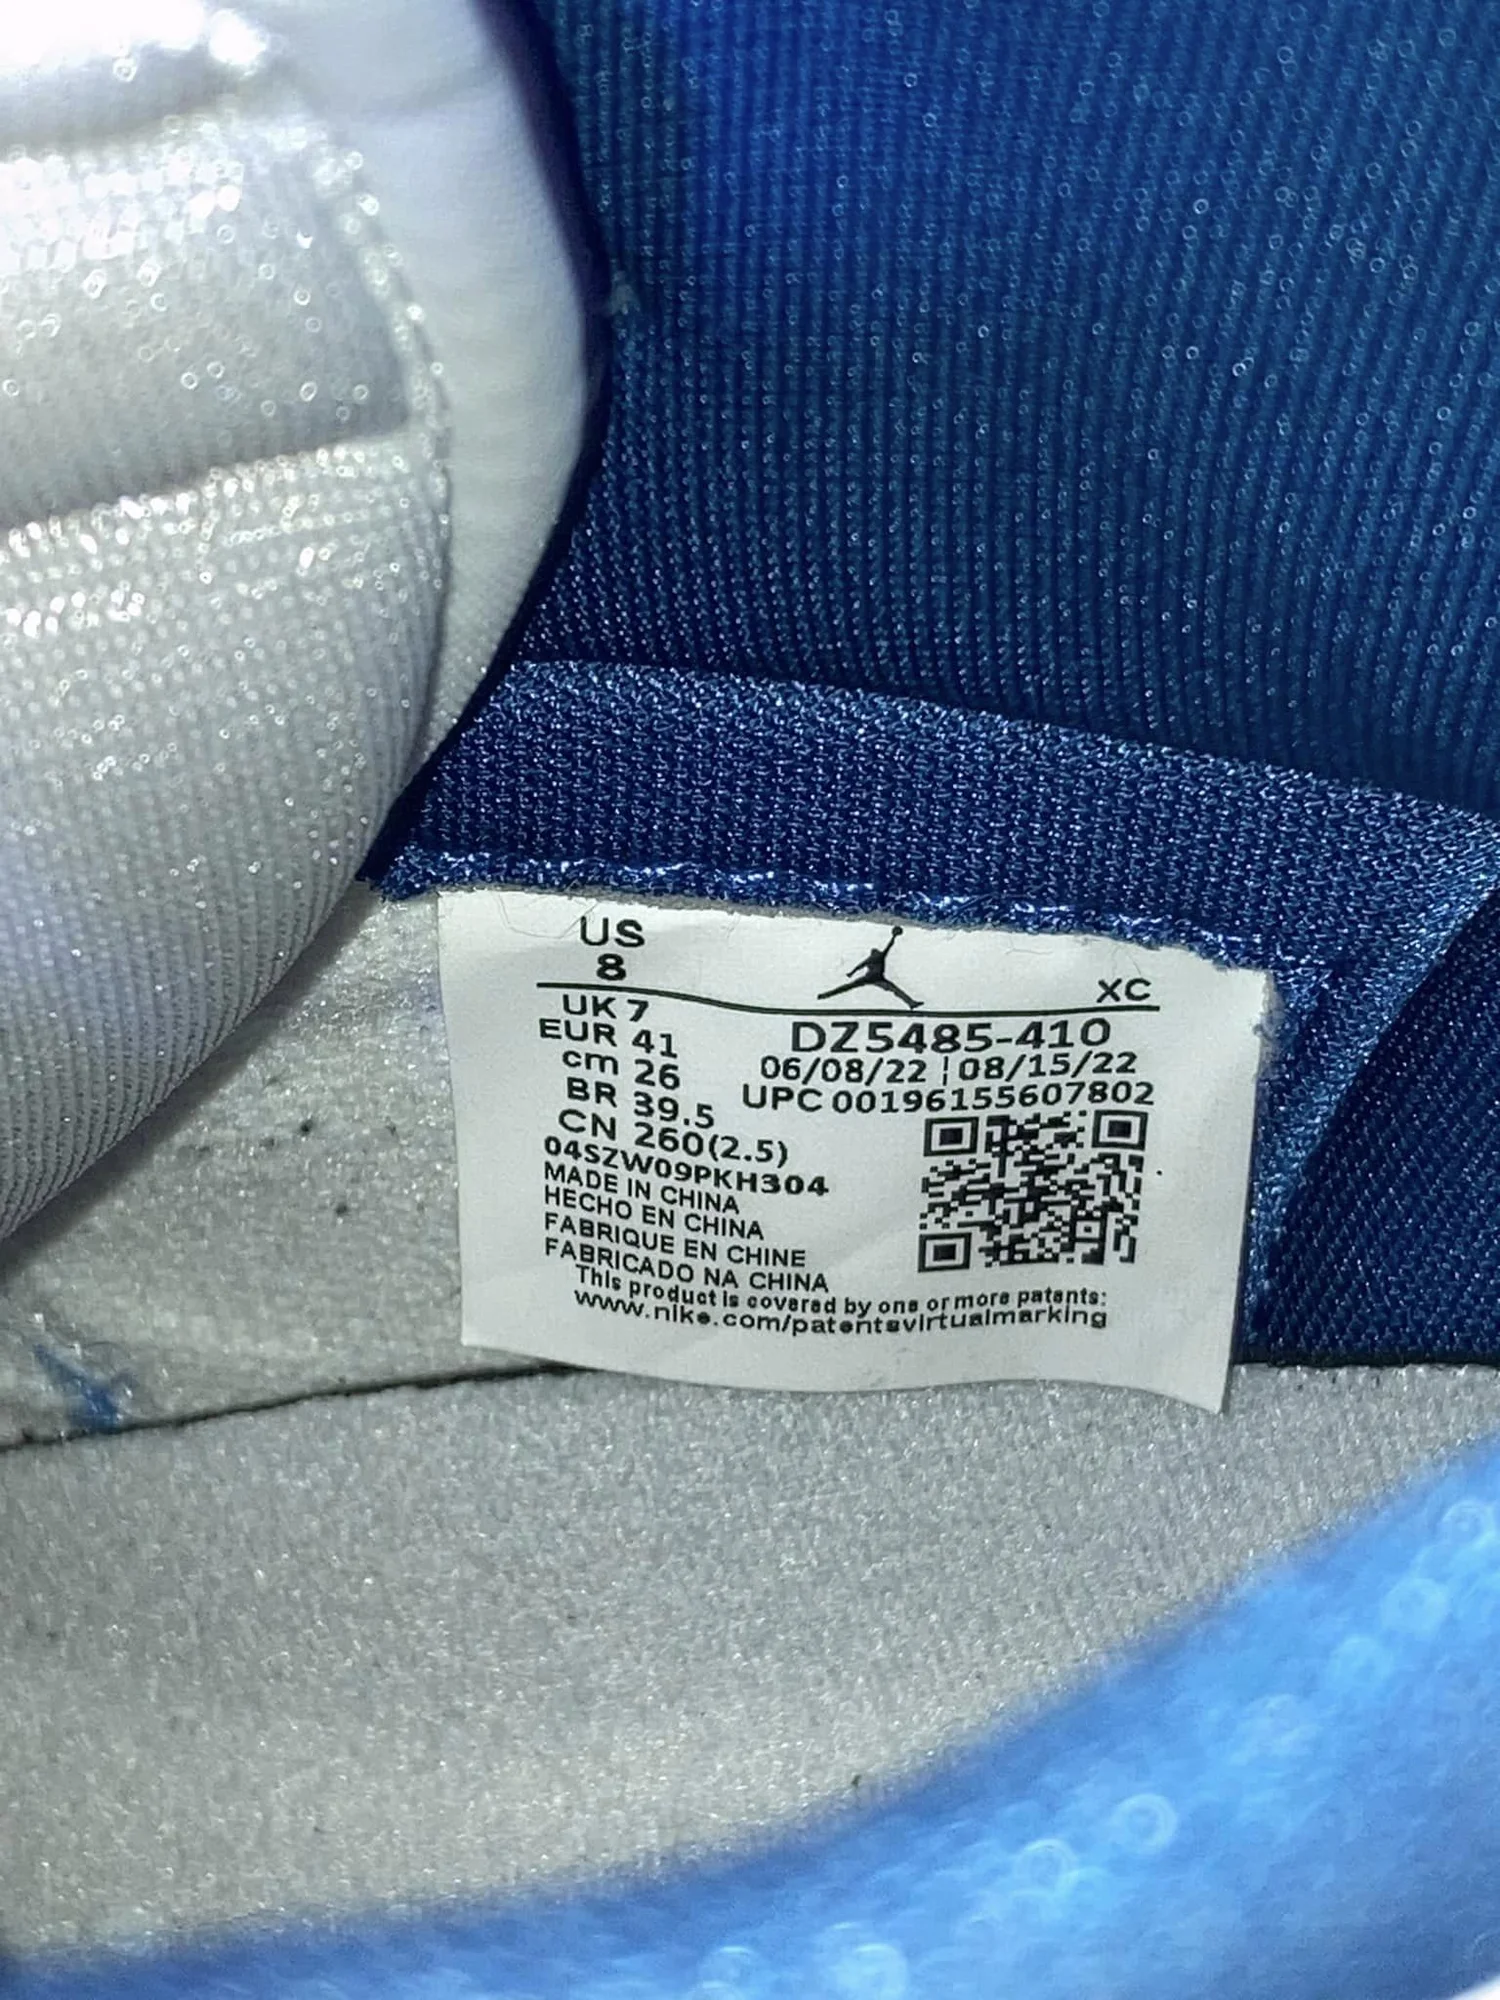 US
8
XC
UK 7
EUR 41
cm 26
BR 39.5
CN 260(2.5)
DZ5485-410
06/08/22 | 08/15/22
UPC 00196155607802
04SZW09PKH304
MADE IN CHINA
HECHO EN CHINA
FABRIQUE EN CHINE
FABRICADO NA CHINA
This product is covered by one or more patents:
www.nike.com/patentsvirtualmarking